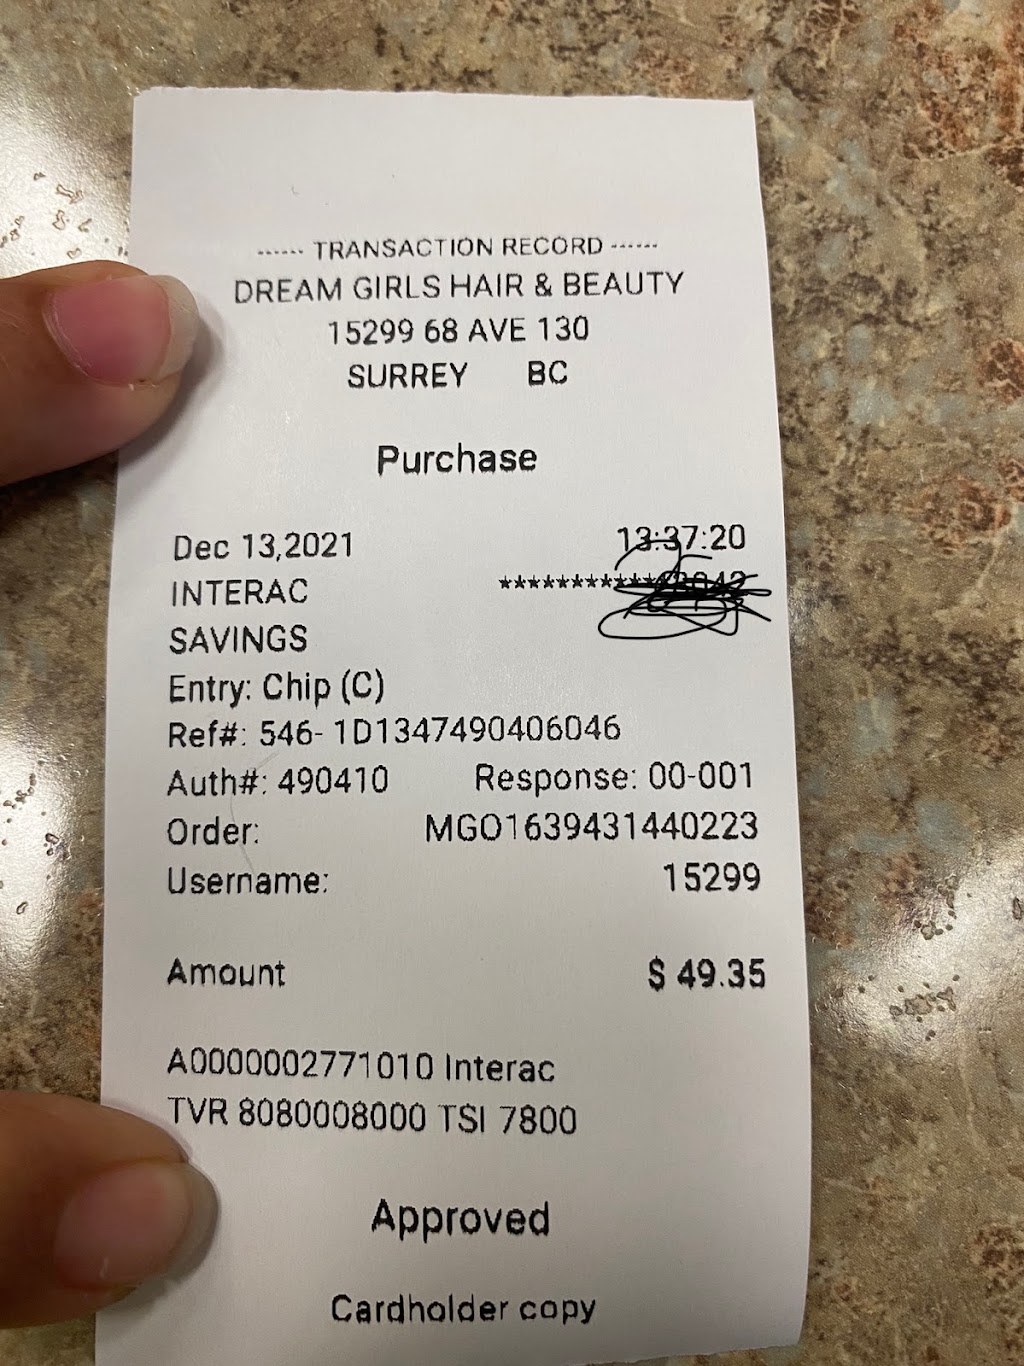 ------ TRANSACTION RECORD ------
DREAM GIRLS HAIR & BEAUTY
15299 68 AVE 130
SURREY BC
Purchase
Dec 13,2021 13:37:20
INTERAC ************
SAVINGS
Entry: Chip (C)
Ref#: 546- 1D1347490406046
Auth#: 490410 Response: 00-001
Order: MGO1639431440223
Username: 15299
Amount $ 49.35
A0000002771010 Interac
TVR 8080008000 TSI 7800
Approved
Cardholder copy